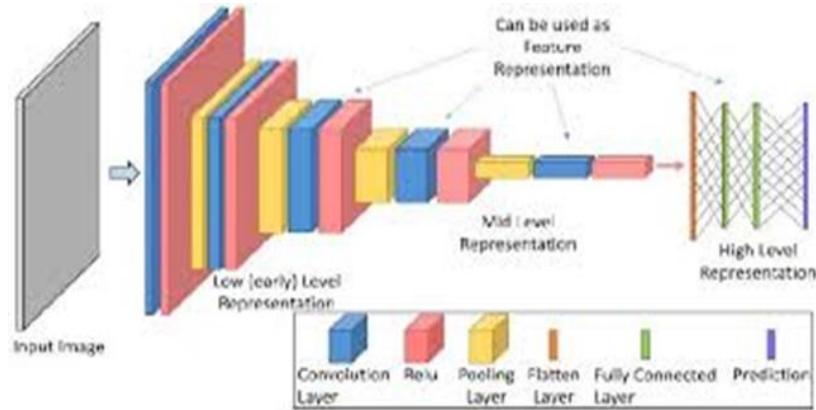 Can be used as
Feature
Representation
Mid Level
Representation
High Level
Representation
Low (early) Level
Representation
Input Image
Convolution
Layer
Relu
Pooling
Layer
Flatten
Layer
Fully Connected
Layer
Prediction